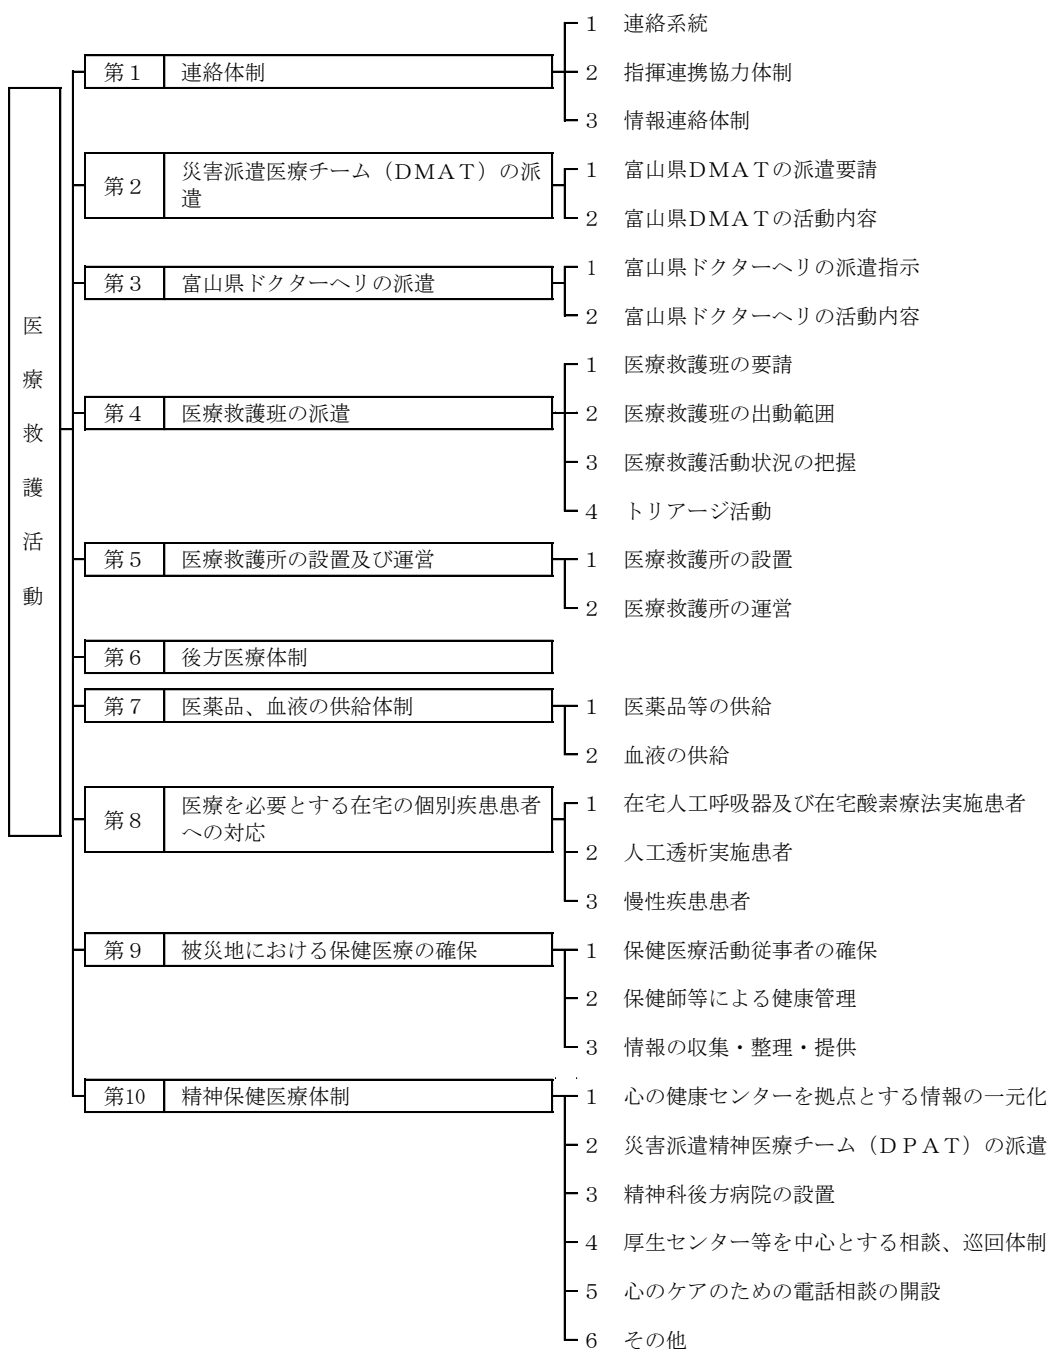 医療救護活動
第１ 連絡体制
１ 連絡系統
２ 指揮連携協力体制
３ 情報連絡体制
第２ 災害派遣医療チーム（ＤＭＡＴ）の派
遣
１ 富山県DMATの派遣要請
２ 富山県DMATの活動内容
第３ 富山県ドクターヘリの派遣
１ 富山県ドクターヘリの派遣指示
２ 富山県ドクターヘリの活動内容
第４ 医療救護班の派遣
１ 医療救護班の要請
２ 医療救護班の出動範囲
３ 医療救護活動状況の把握
４ トリアージ活動
第５ 医療救護所の設置及び運営
１ 医療救護所の設置
２ 医療救護所の運営
第６ 後方医療体制
第７ 医薬品、血液の供給体制
１ 医薬品等の供給
２ 血液の供給
第８ 医療を必要とする在宅の個別疾患患者
への対応
１ 在宅人工呼吸器及び在宅酸素療法実施患者
２ 人工透析実施患者
３ 慢性疾患患者
第９ 被災地における保健医療の確保
１ 保健医療活動従事者の確保
２ 保健師等による健康管理
３ 情報の収集・整理・提供
第10 精神保健医療体制
１ 心の健康センターを拠点とする情報の一元化
２ 災害派遣精神医療チーム（ＤＰＡＴ）の派遣
３ 精神科後方病院の設置
４ 厚生センター等を中心とする相談、巡回体制
５ 心のケアのための電話相談の開設
６ その他